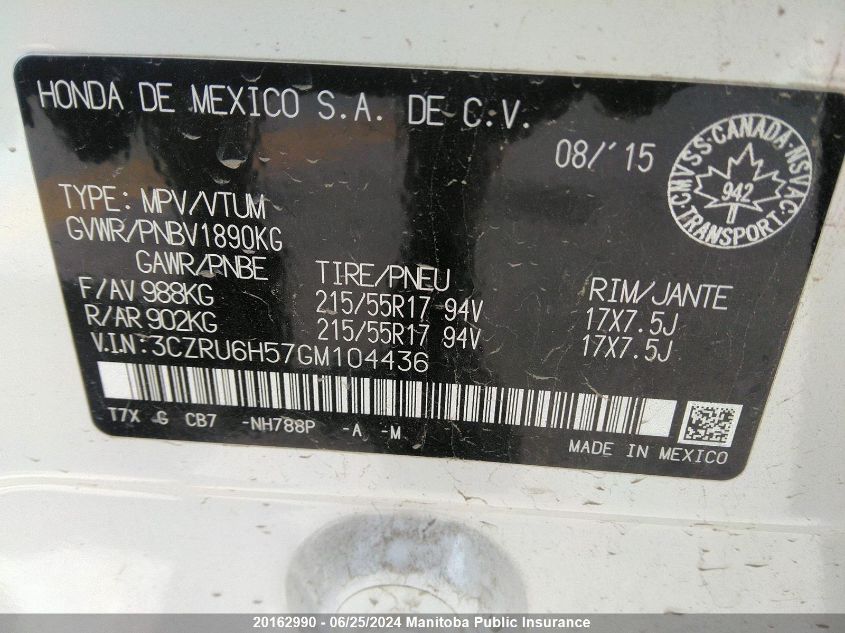 HONDA DE MEXICO S.A. DE C.V.
08/'15
CMVSS·CANADA·NSVAC
942
TRANSPORT
TYPE: MPV/VTUM
GVWR/PNBV1890KG
GAWR/PNBE TIRE/PNEU RIM/JANTE
F/AV 988KG 215/55R17 94V 17X7.5J
R/AR 902KG 215/55R17 94V 17X7.5J
V.I.N:3CZRU6H57GM104436
T7X G CB7 -NH788P -A -M
MADE IN MEXICO
20162990 - 06/25/2024 Manitoba Public Insurance